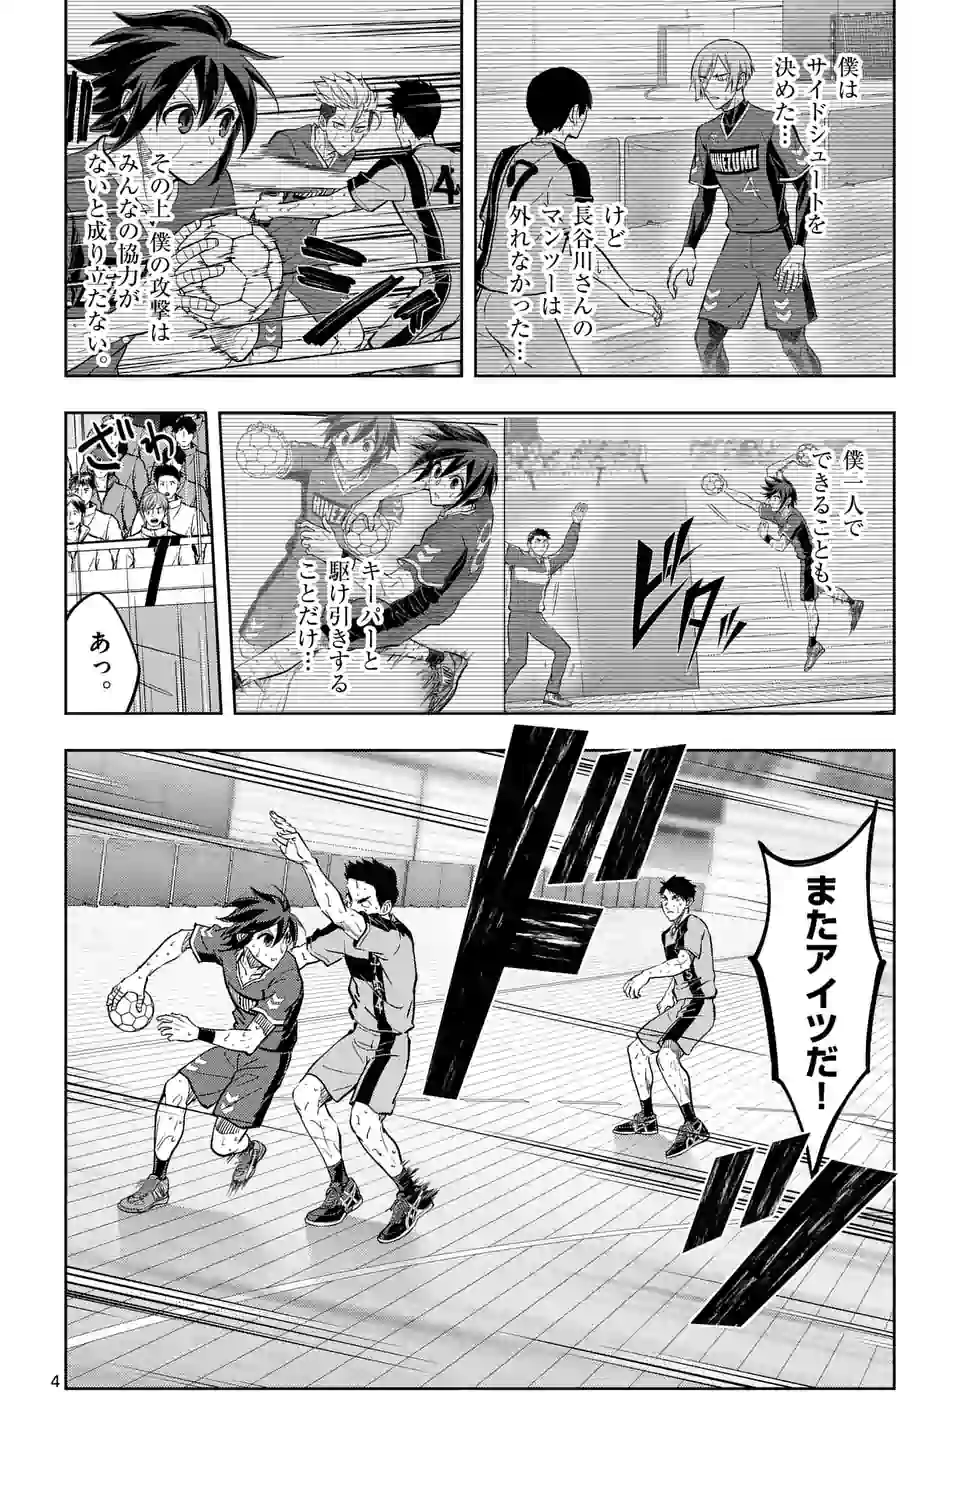 僕は
サイドシュートを
決めた…
MINEZUMI
4
けど
長谷川さんの
マンツーは
外れなかった…
7
その上 僕の攻撃は
みんなの協力が
ないと成り立たない。
4
僕一人で
できることも、
ビタッ
キーパーと
駆け引きする
ことだけ…
ざわ
あっ。
またアイツだ!
ドッ
4